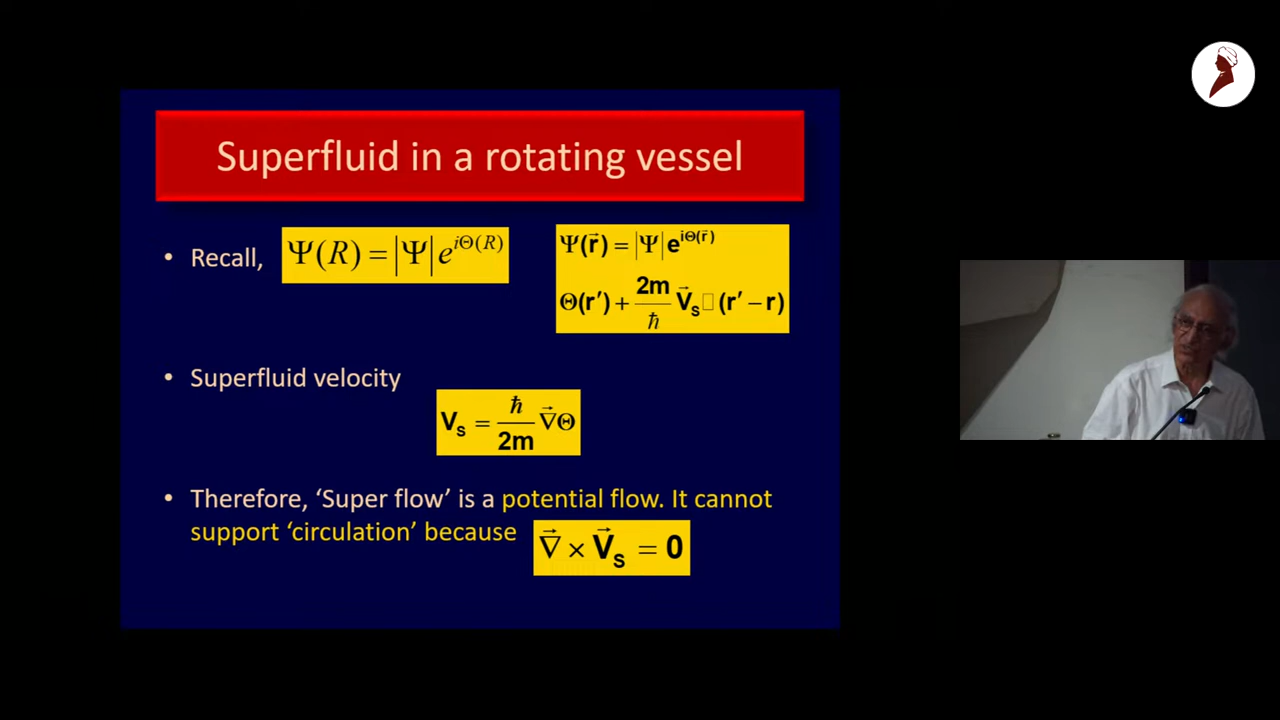 Superfluid in a rotating vessel
• Recall, Ψ(R) = |Ψ| e^{iΘ(R)}
Ψ(r⃗) = |Ψ| e^{iΘ(r⃗)}
Θ(r′) + 2m/ħ V⃗_s □ (r′ − r)
• Superfluid velocity
V_s = ħ/2m ∇⃗Θ
• Therefore, ‘Super flow’ is a potential flow. It cannot
support ‘circulation’ because ∇⃗ × V⃗_s = 0